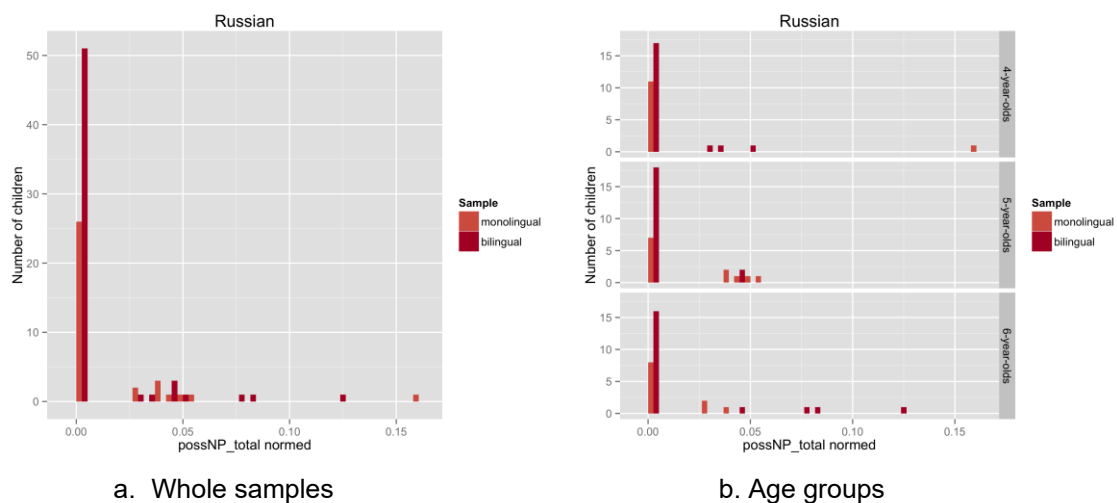 Russian
Number of children
50
40
30
20
10
0
0.00 0.05 0.10 0.15
possNP_total normed
Sample
monolingual
bilingual
a. Whole samples
Russian
Number of children
15
10
5
0
4-year-olds
15
10
5
0
5-year-olds
15
10
5
0
6-year-olds
0.00 0.05 0.10 0.15
possNP_total normed
Sample
monolingual
bilingual
b. Age groups